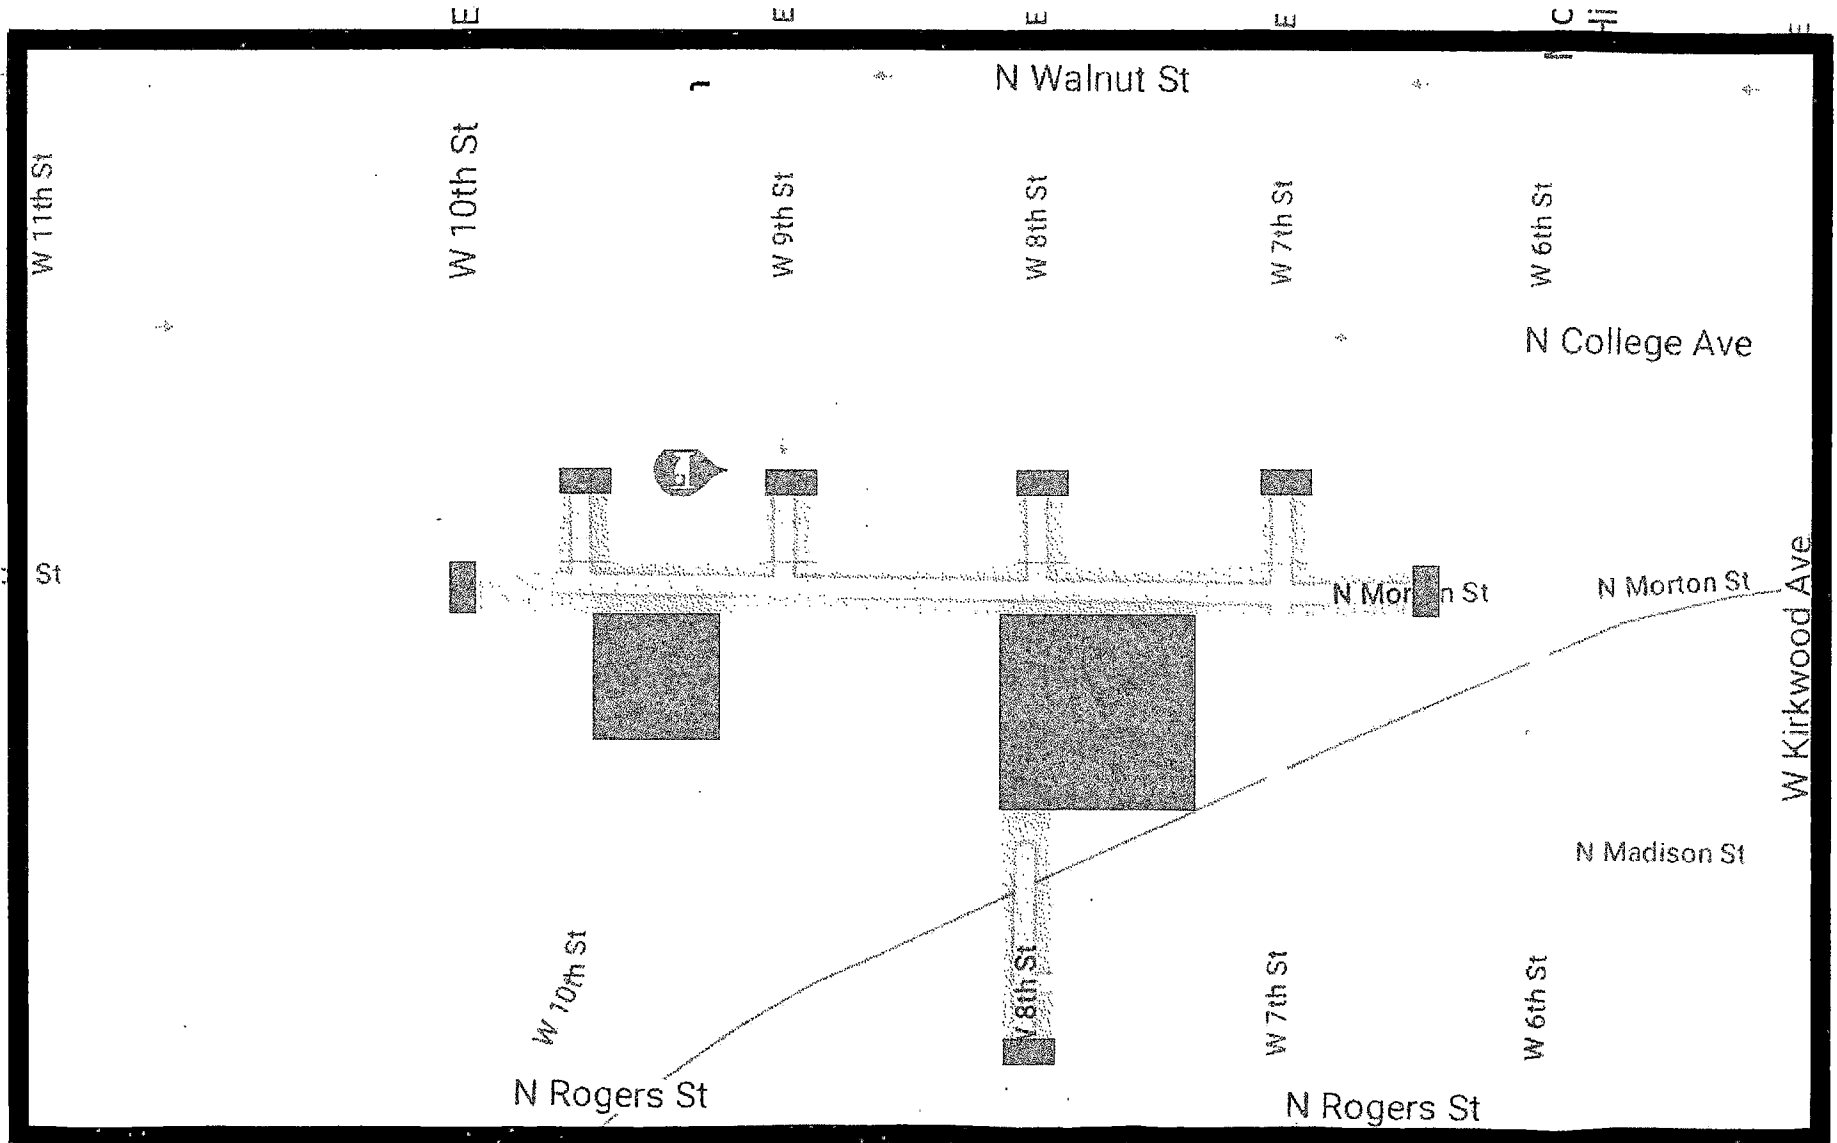 E
E
E
E
N Walnut St
W 11th St
W 10th St
W 9th St
W 8th St
W 7th St
W 6th St
N College Ave
St
N Mor n St
N Morton St
W Kirkwood Ave
N Madison St
W 10th St
8th St
W 7th St
W 6th St
N Rogers St
N Rogers St